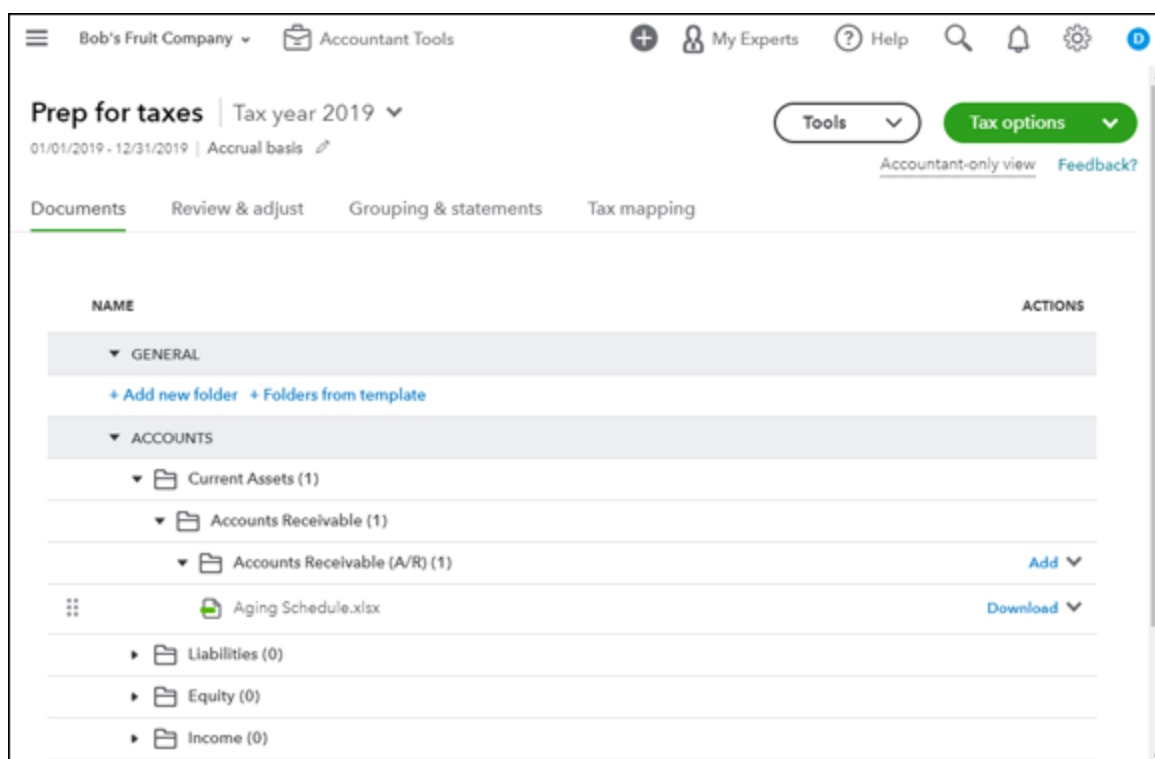 Bob's Fruit Company Accountant Tools My Experts Help D
Prep for taxes Tax year 2019 Tools Tax options
01/01/2019 - 12/31/2019 | Accrual basis
Accountant-only view Feedback?
Documents Review & adjust Grouping & statements Tax mapping
NAME ACTIONS
GENERAL
+ Add new folder + Folders from template
ACCOUNTS
Current Assets (1)
Accounts Receivable (1)
Accounts Receivable (A/R) (1) Add
Aging Schedule.xlsx Download
Liabilities (0)
Equity (0)
Income (0)